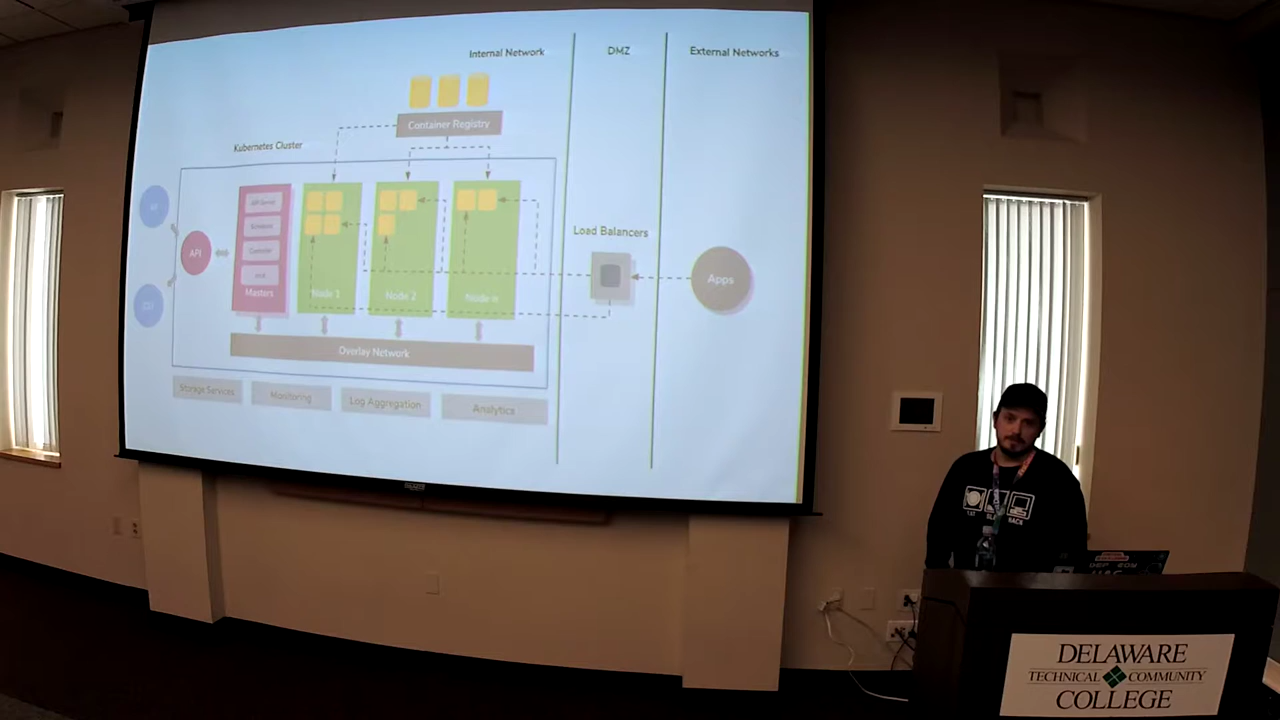 Internal Network
DMZ
External Networks
Container Registry
Kubernetes Cluster
API
Masters
Node 1
Node 2
Node n
Load Balancers
Apps
Overlay Network
Storage Services
Monitoring
Log Aggregation
Analytics
HACK
DELAWARE
TECHNICAL COMMUNITY
COLLEGE